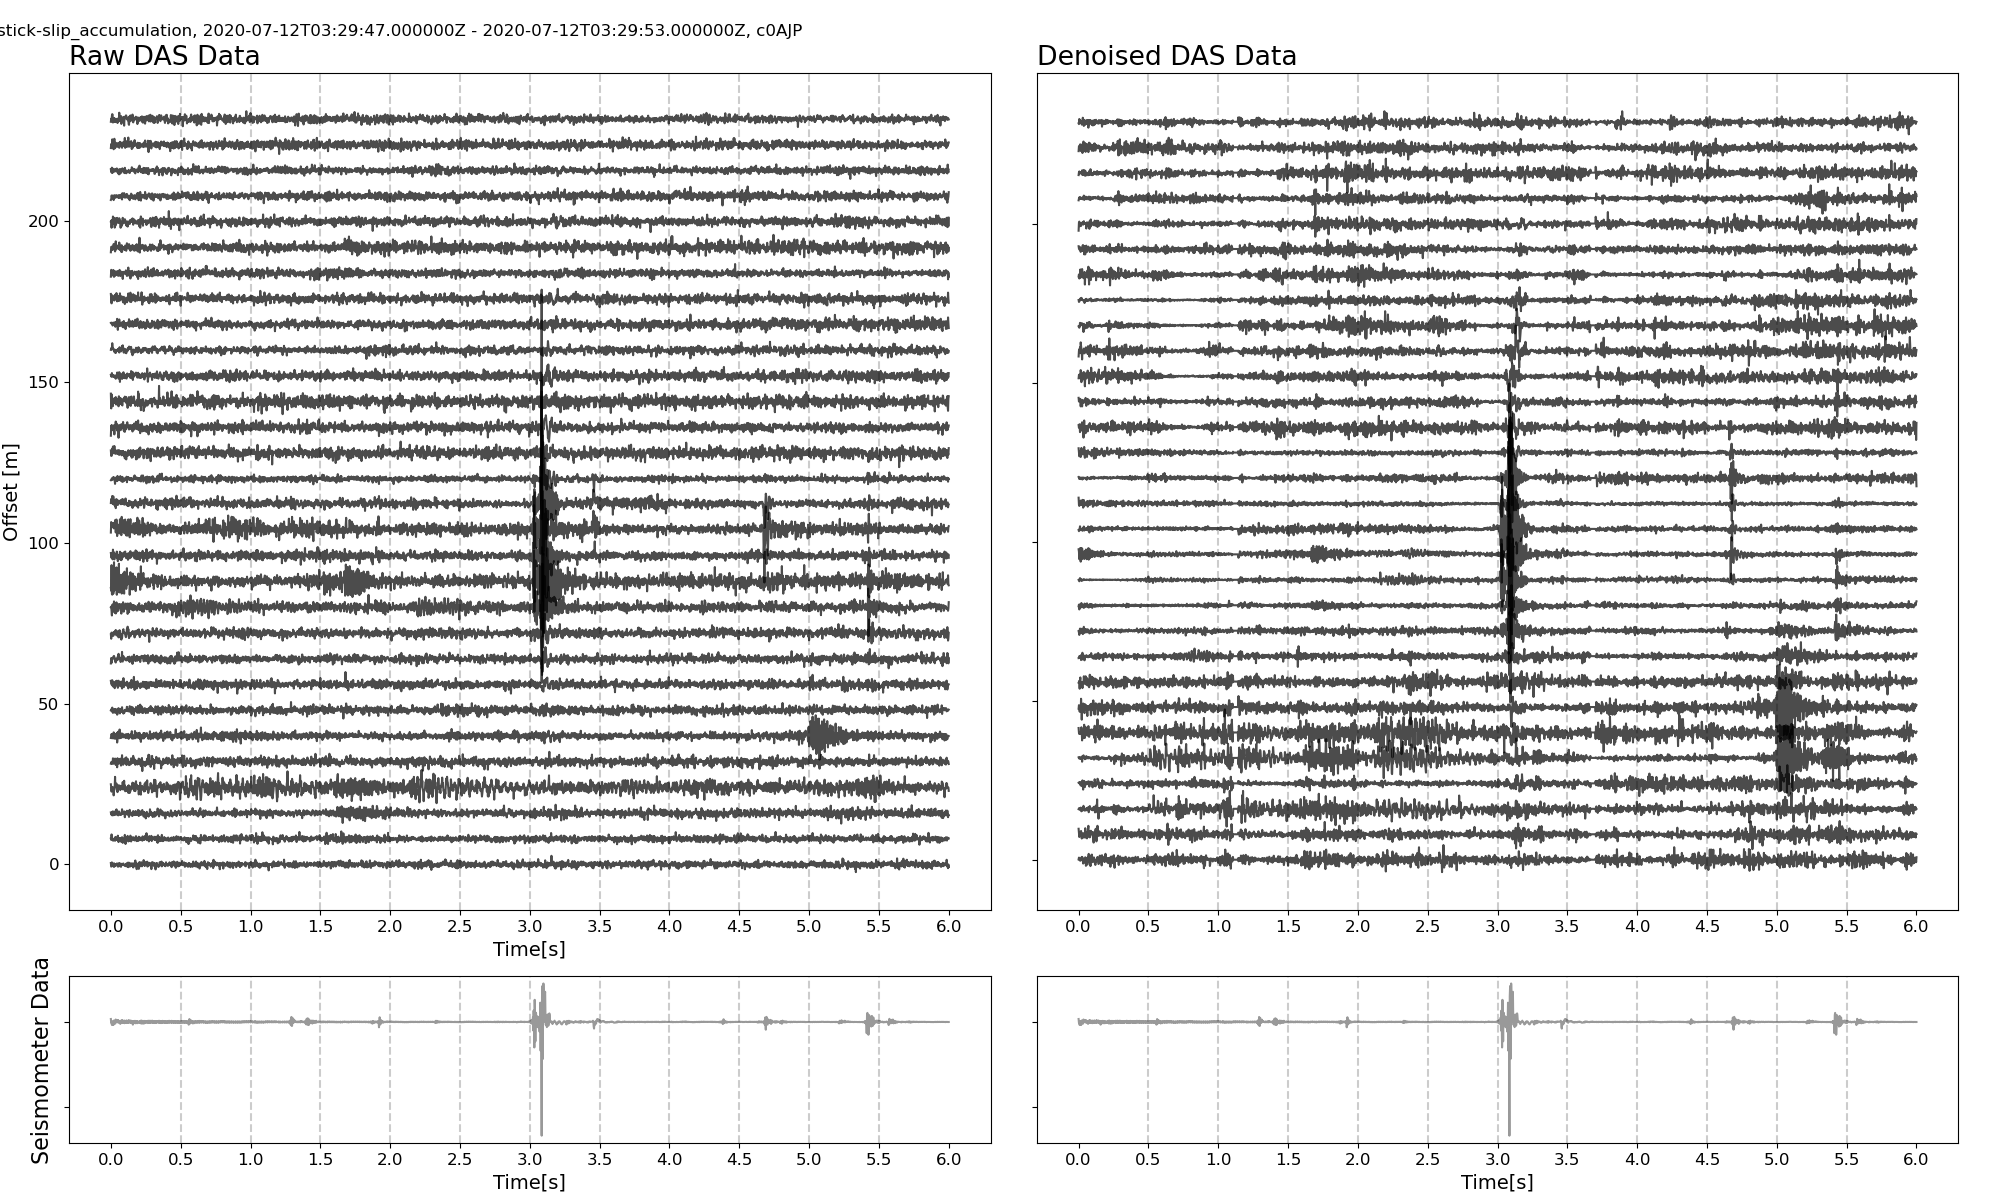 stick-slip_accumulation, 2020-07-12T03:29:47.000000Z - 2020-07-12T03:29:53.000000Z, c0AJP
Raw DAS Data
Denoised DAS Data
Offset [m]
200
150
100
50
0
0.0 0.5 1.0 1.5 2.0 2.5 3.0 3.5 4.0 4.5 5.0 5.5 6.0
Time[s]
0.0 0.5 1.0 1.5 2.0 2.5 3.0 3.5 4.0 4.5 5.0 5.5 6.0
Seismometer Data
0.0 0.5 1.0 1.5 2.0 2.5 3.0 3.5 4.0 4.5 5.0 5.5 6.0
Time[s]
0.0 0.5 1.0 1.5 2.0 2.5 3.0 3.5 4.0 4.5 5.0 5.5 6.0
Time[s]